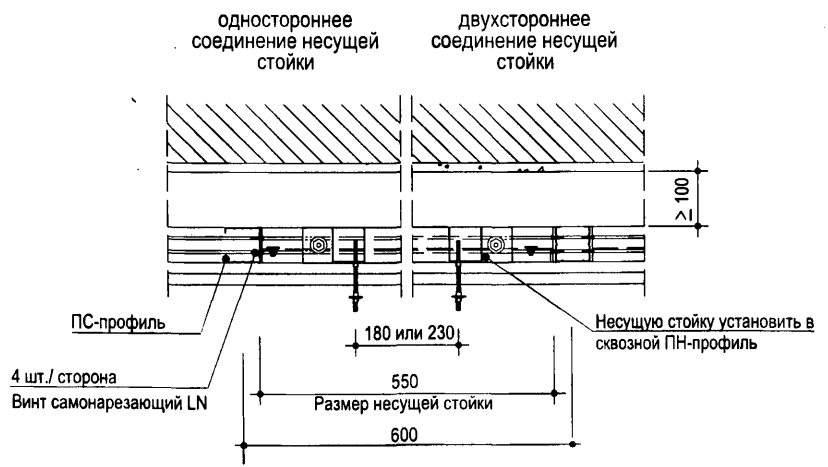 одностороннее
соединение несущей
стойки
двухстороннее
соединение несущей
стойки
≥ 100
ПС-профиль
180 или 230
Несущую стойку установить в
сквозной ПН-профиль
4 шт./ сторона
Винт самонарезающий LN
550
Размер несущей стойки
600